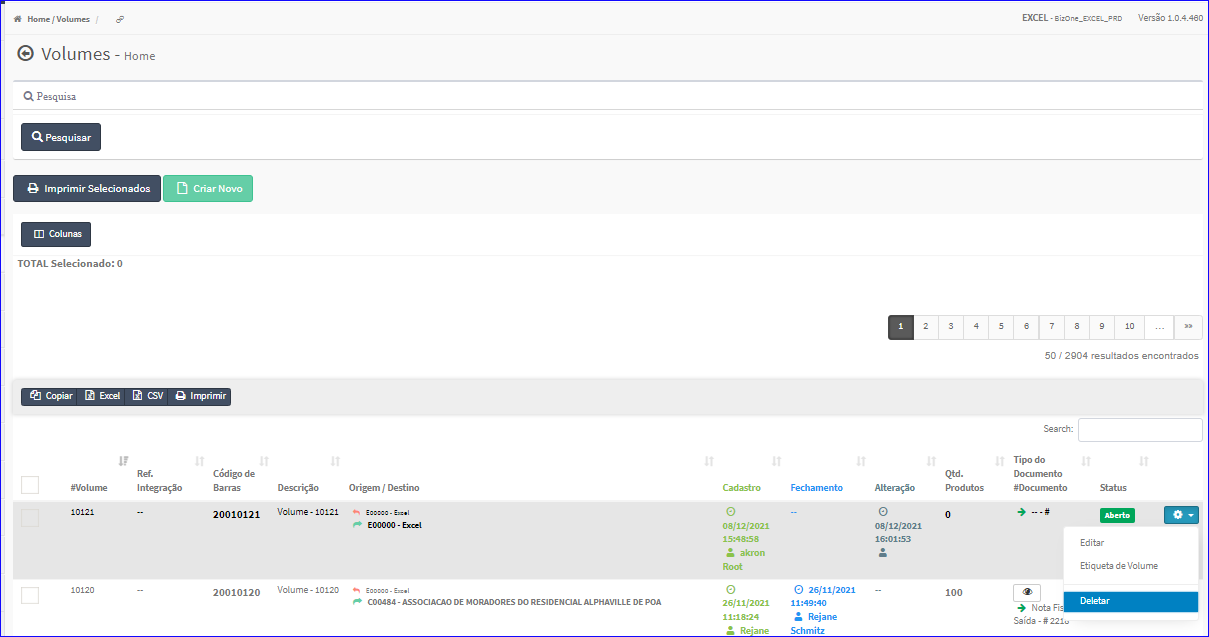 Home / Volumes /
EXCEL - BizOne_EXCEL_PRD Versão 1.0.4.460
Volumes - Home
Pesquisa
Pesquisar
Imprimir Selecionados Criar Novo
Colunas
TOTAL Selecionado: 0
1 2 3 4 5 6 7 8 9 10 ... »
50 / 2904 resultados encontrados
Copiar Excel CSV Imprimir
Search:
#Volume Ref. Integração Código de Barras Descrição Origem / Destino Cadastro Fechamento Alteração Qtd. Produtos Tipo do Documento #Documento Status
10121 -- 20010121 Volume - 10121 E00000 - Excel
E00000 - Excel
08/12/2021
15:48:58
akron
Root
--
08/12/2021
16:01:53
0
-- - #
Aberto
Editar
Etiqueta de Volume
Deletar
10120 -- 20010120 Volume - 10120 E00000 - Excel
C00484 - ASSOCIACAO DE MORADORES DO RESIDENCIAL ALPHAVILLE DE POA
26/11/2021
11:18:24
Rejane
26/11/2021
11:49:40
Rejane
Schmitz
--
100
Nota Fis
Saída - # 2216